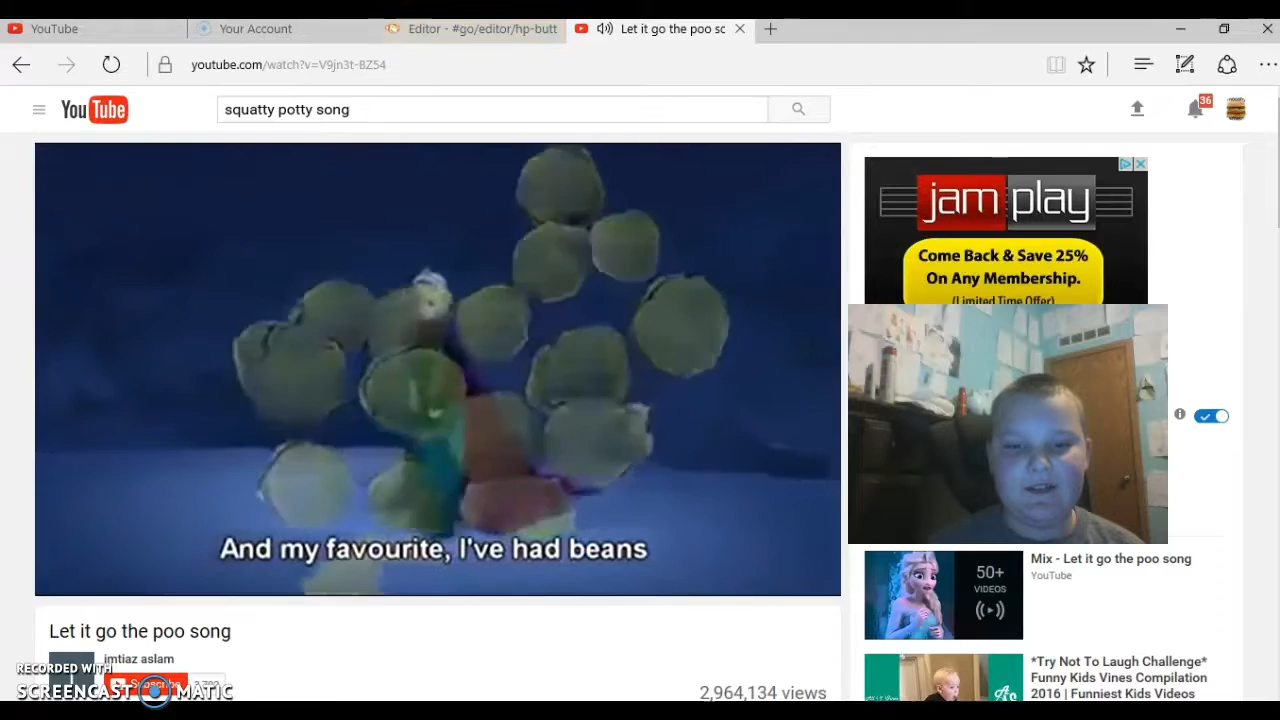 YouTube
Your Account
Editor - #go/editor/hp-butt
Let it go the poo sc
youtube.com/watch?v=V9jn3t-BZ54
YouTube
squatty potty song
36
jam play
Come Back & Save 25%
On Any Membership.
(Limited Time Offer)
And my favourite, I've had beans
Let it go the poo song
imtiaz aslam
Subscribe
2,964,134 views
50+
VIDEOS
Mix - Let it go the poo song
YouTube
*Try Not To Laugh Challenge*
Funny Kids Vines Compilation
2016 | Funniest Kids Videos
RECORDED WITH
SCREENCAST MATIC